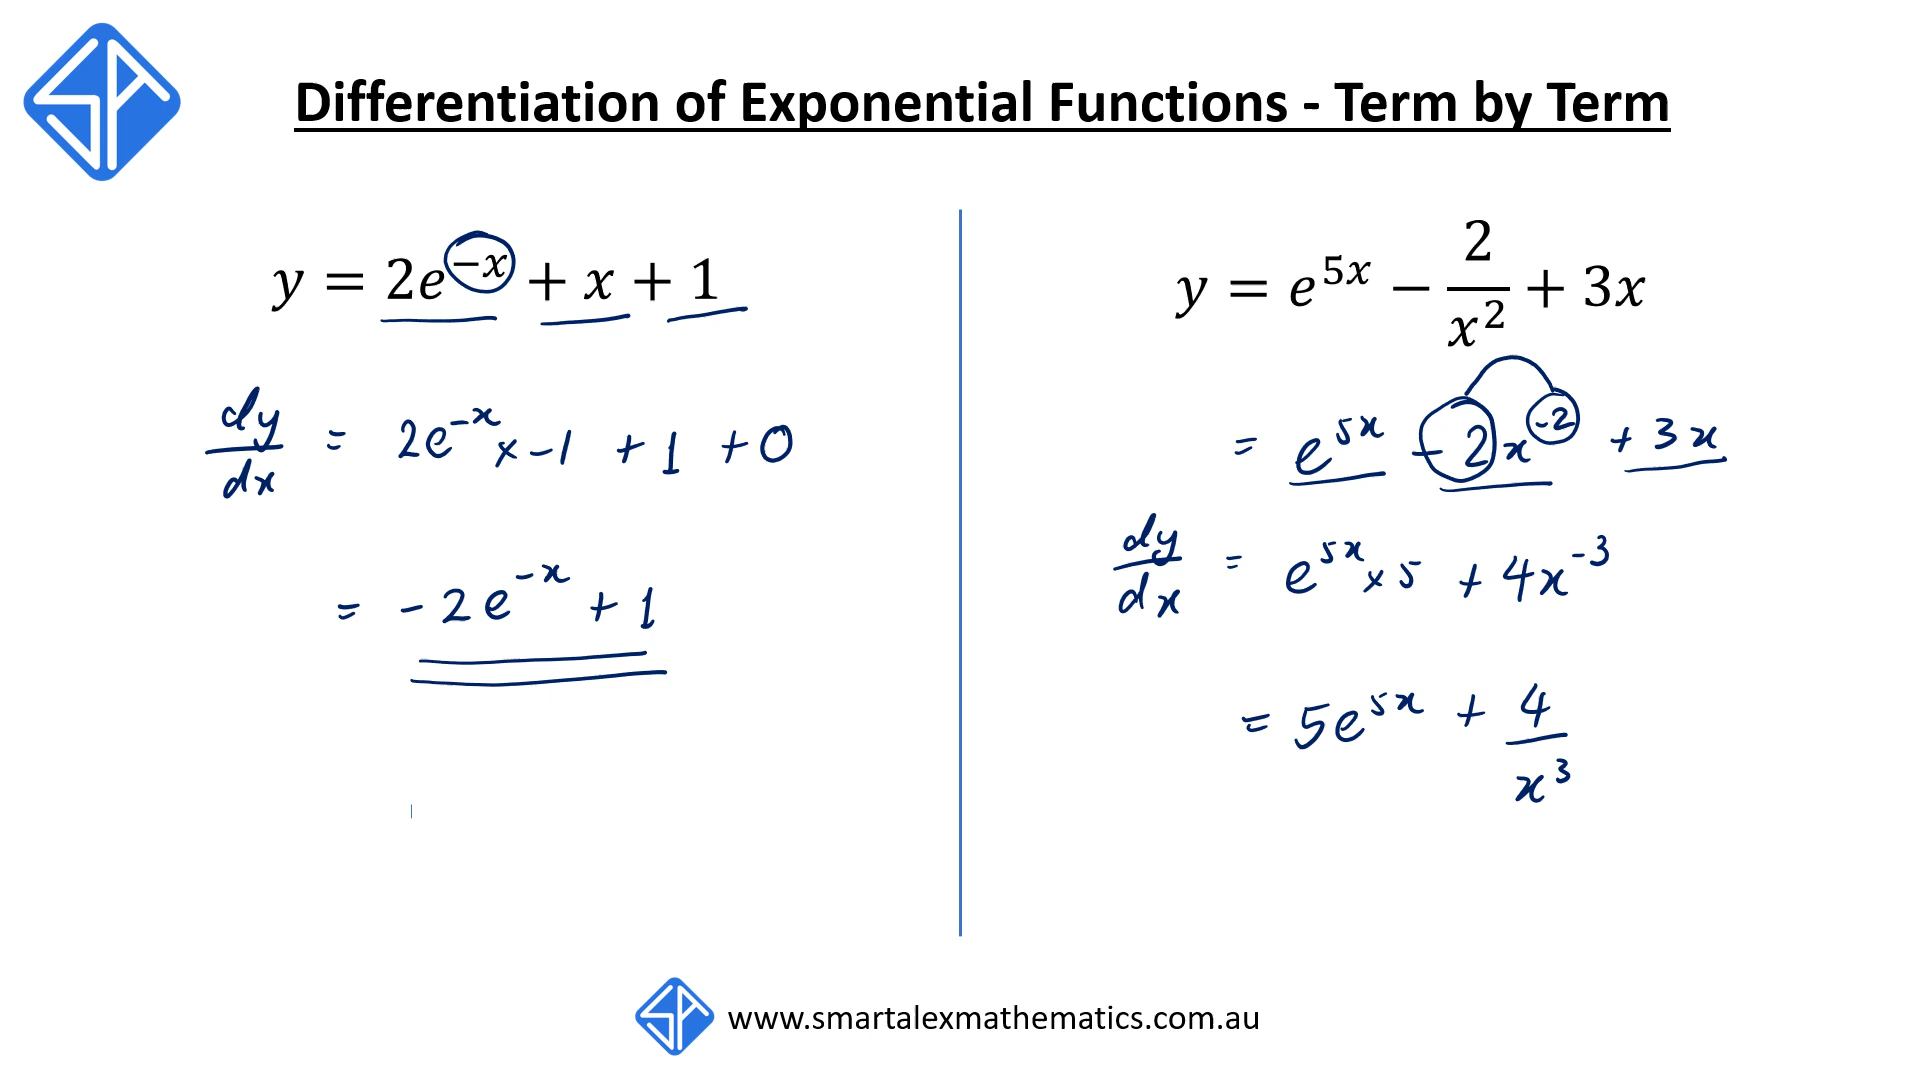 Differentiation of Exponential Functions - Term by Term
y = 2e^{-x} + x + 1
dy/dx = 2e^{-x} × -1 + 1 + 0
= -2e^{-x} + 1
y = e^{5x} - 2/x^2 + 3x
= e^{5x} - 2x^{-2} + 3x
dy/dx = e^{5x} × 5 + 4x^{-3}
= 5e^{5x} + 4/x^3
www.smartalexmathematics.com.au